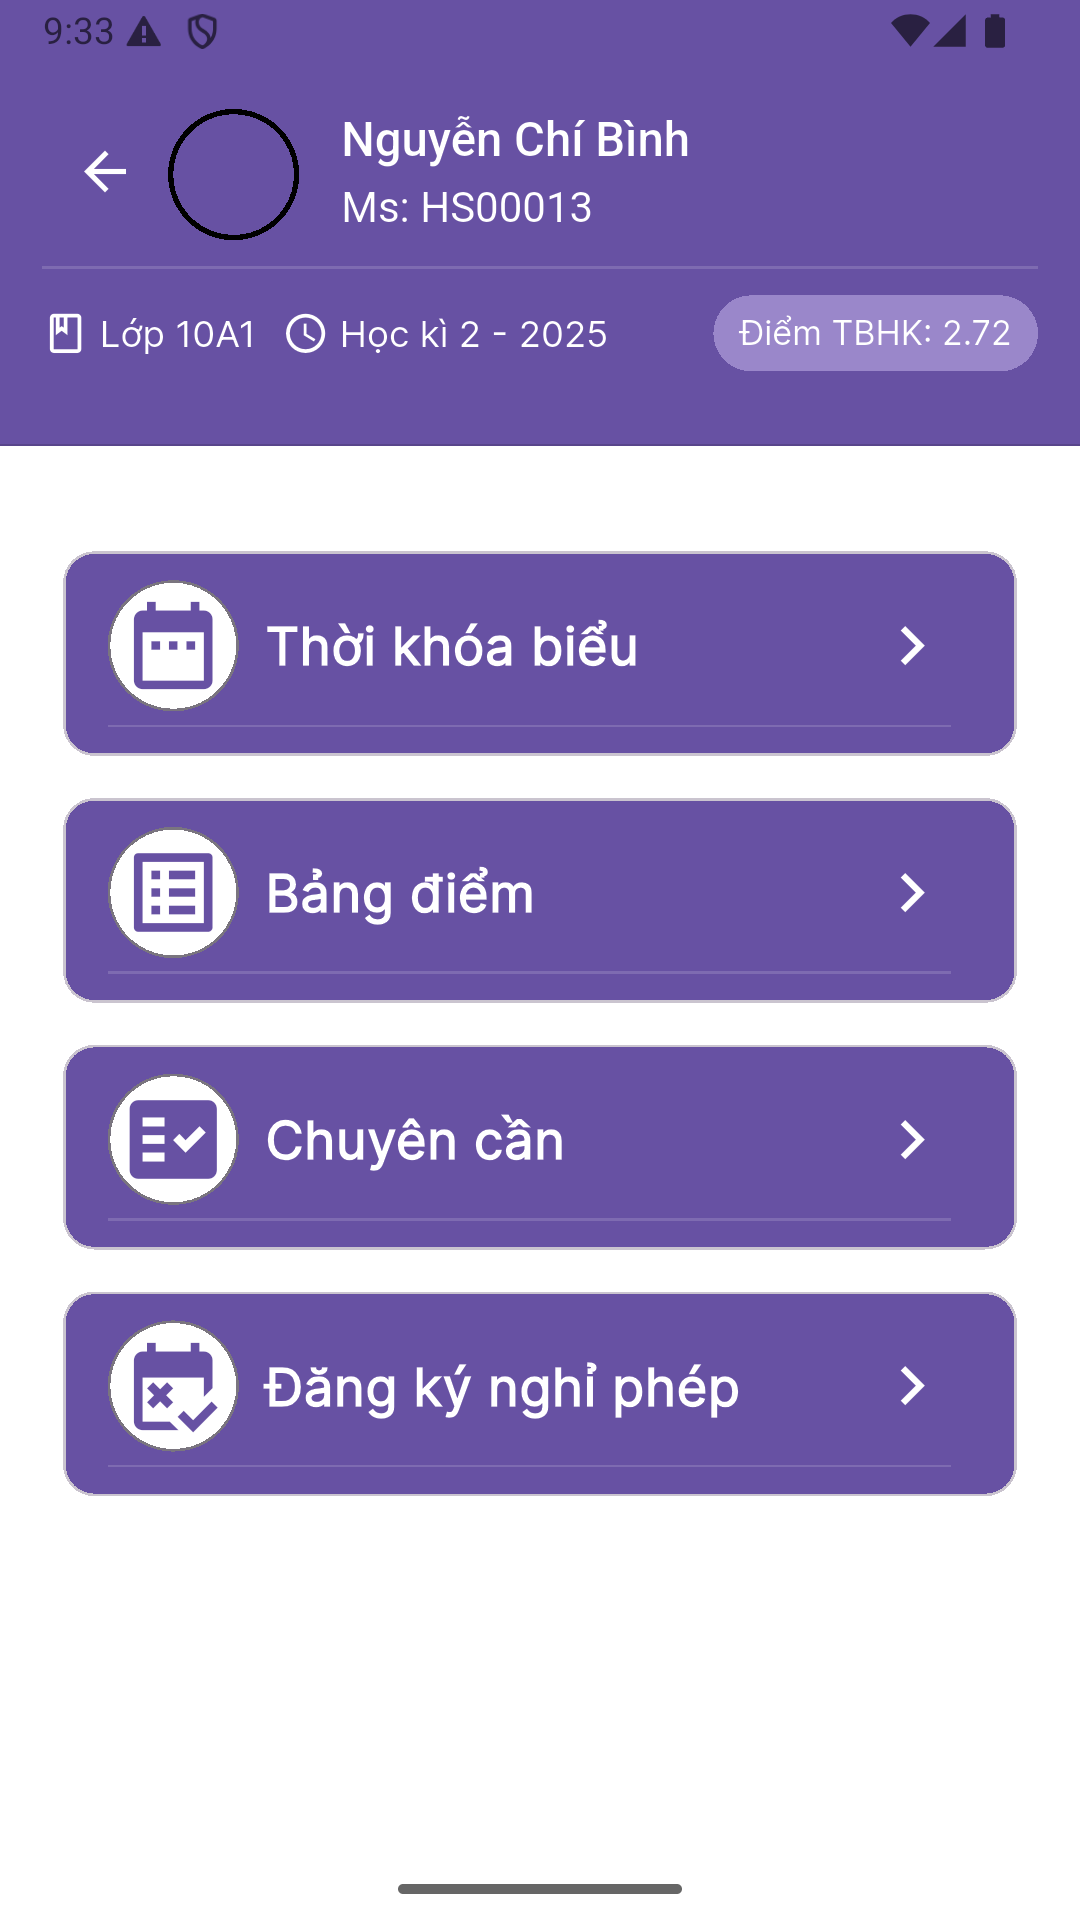 9:33
Nguyễn Chí Bình
Ms: HS00013
Lớp 10A1 Học kì 2 - 2025 Điểm TBHK: 2.72
Thời khóa biểu
Bảng điểm
Chuyên cần
Đăng ký nghỉ phép